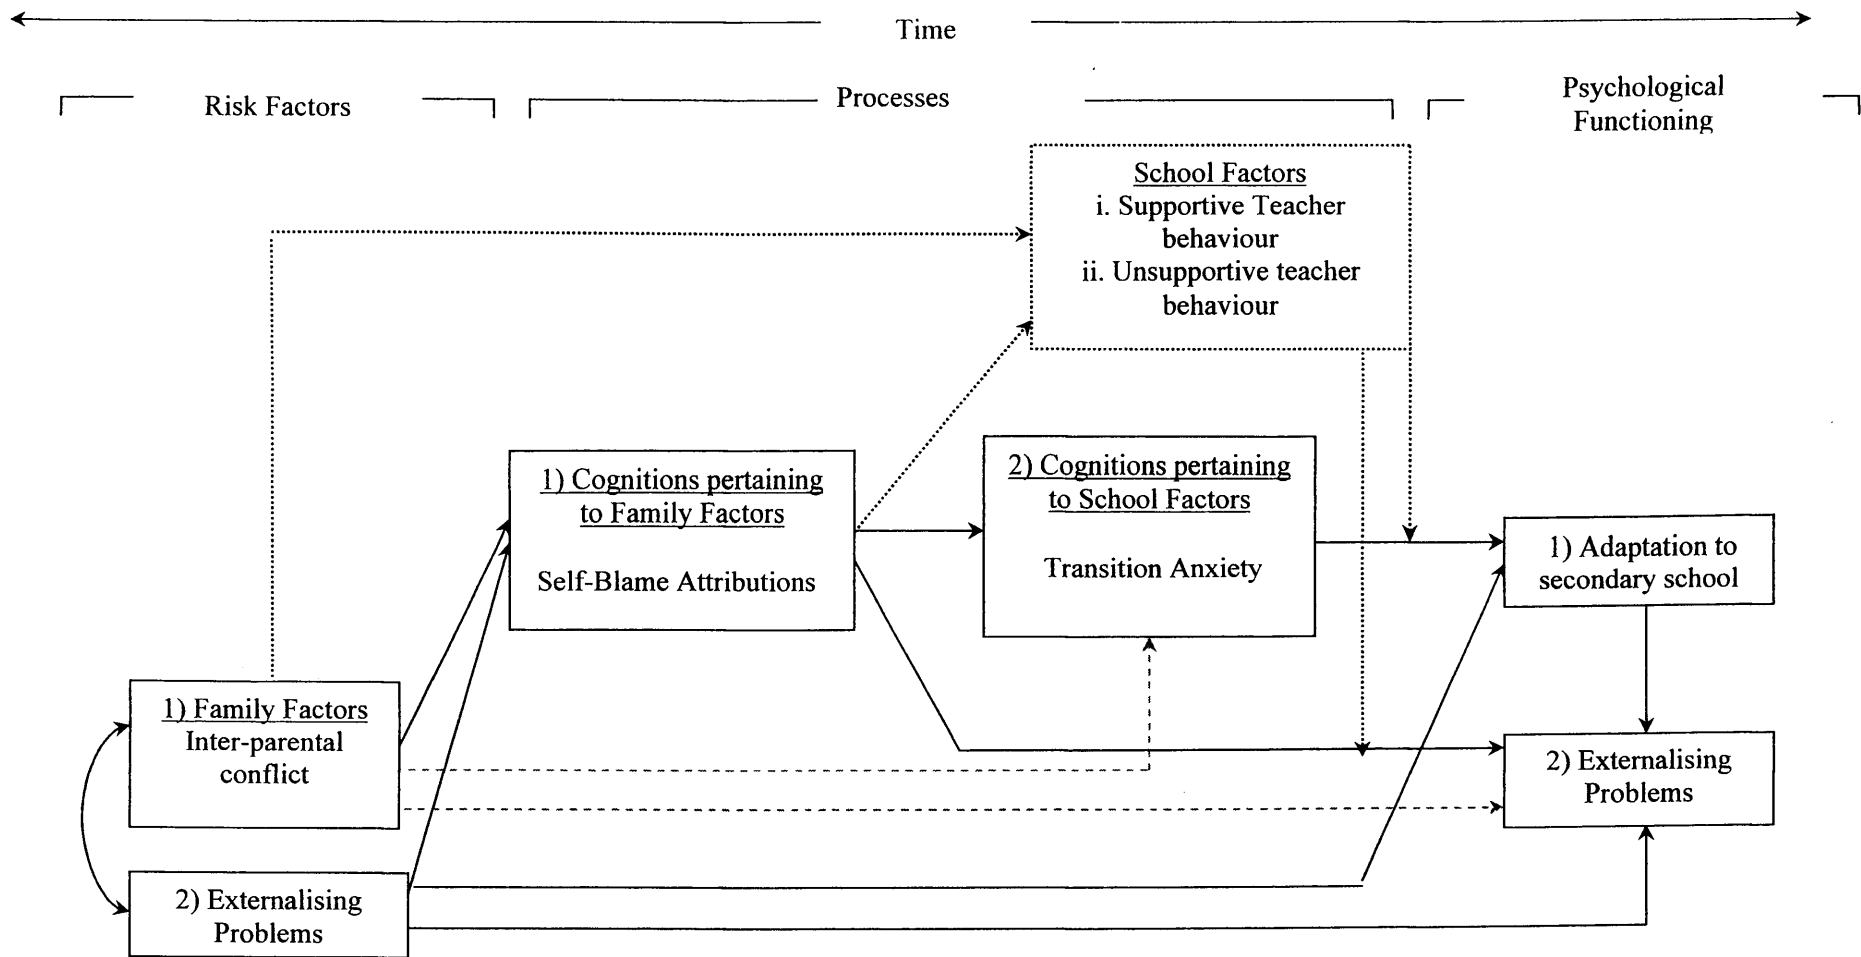 Time
Risk Factors
Processes
Psychological
Functioning
School Factors
i. Supportive Teacher
behaviour
ii. Unsupportive teacher
behaviour
1) Cognitions pertaining
to Family Factors
Self-Blame Attributions
2) Cognitions pertaining
to School Factors
Transition Anxiety
1) Adaptation to
secondary school
1) Family Factors
Inter-parental
conflict
2) Externalising
Problems
2) Externalising
Problems